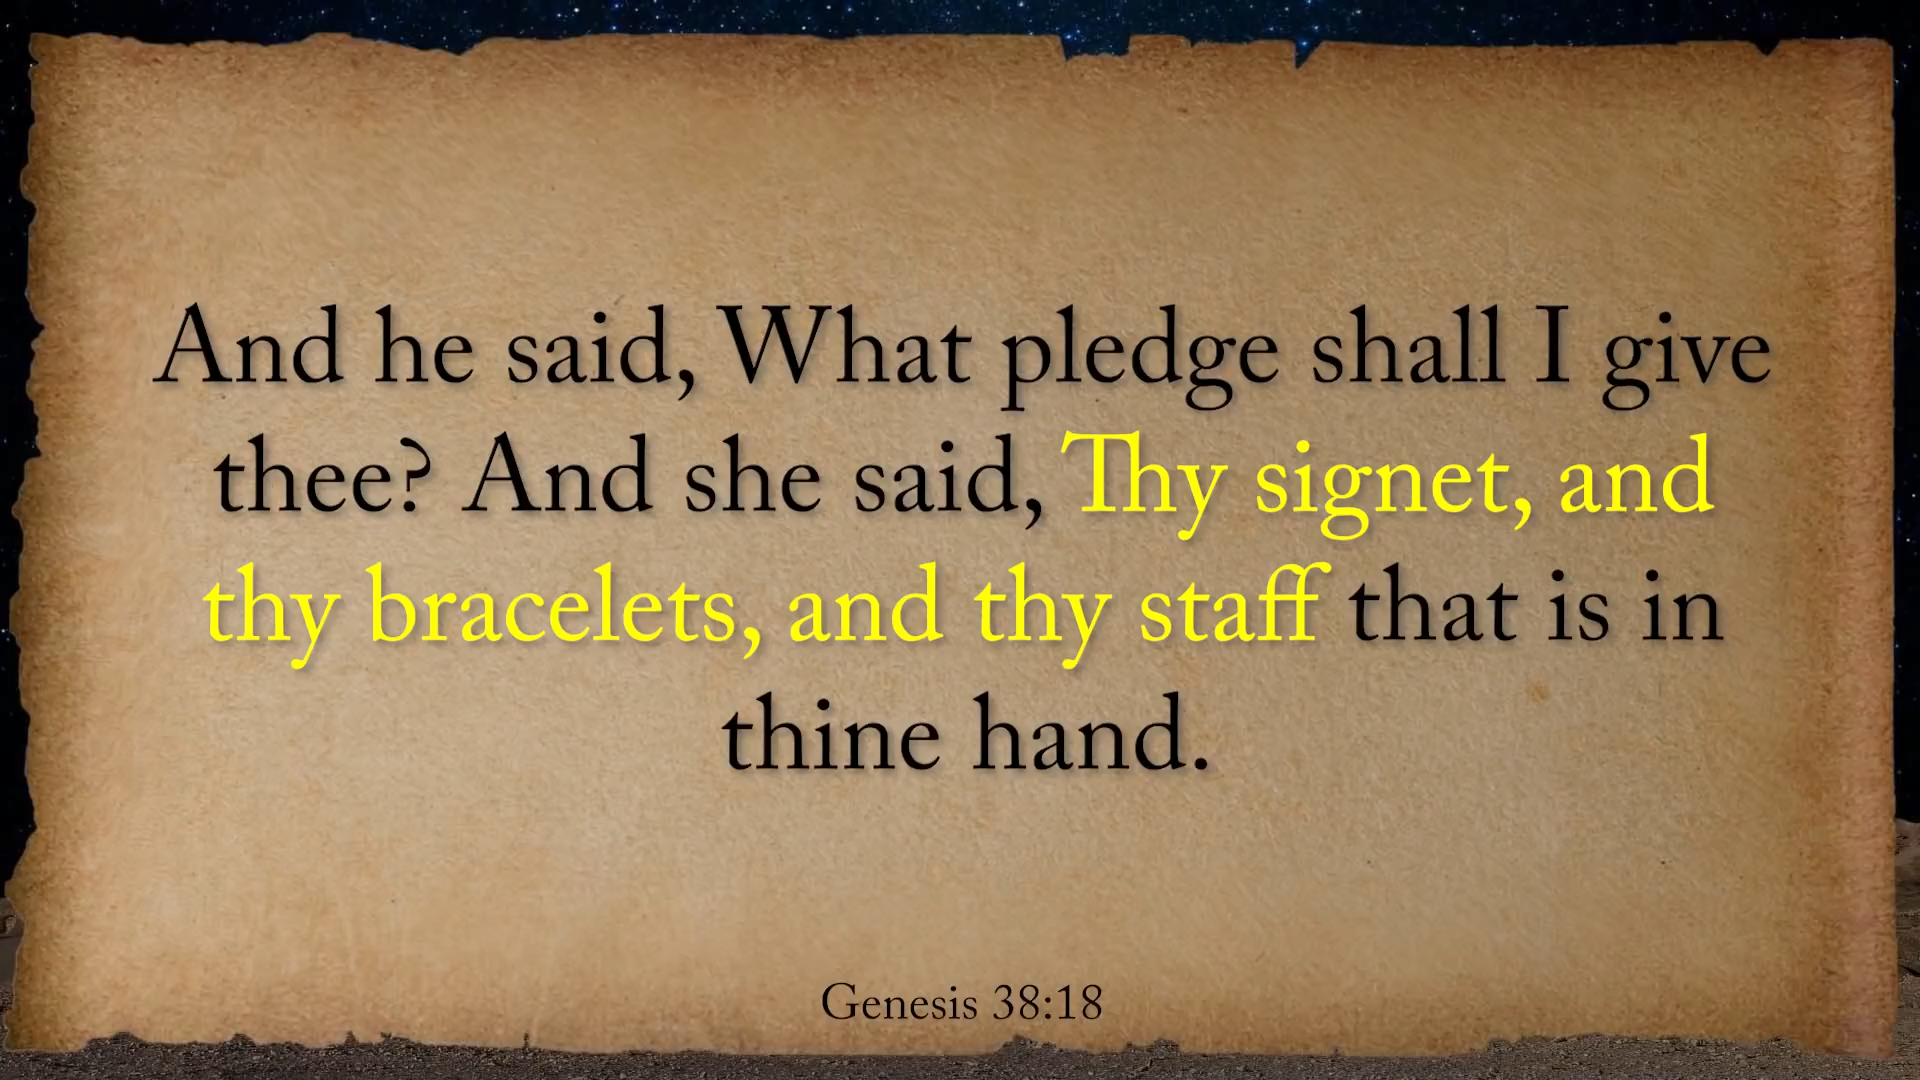 And he said, What pledge shall I give
thee? And she said, Thy signet, and
thy bracelets, and thy staff that is in
thine hand.
Genesis 38:18